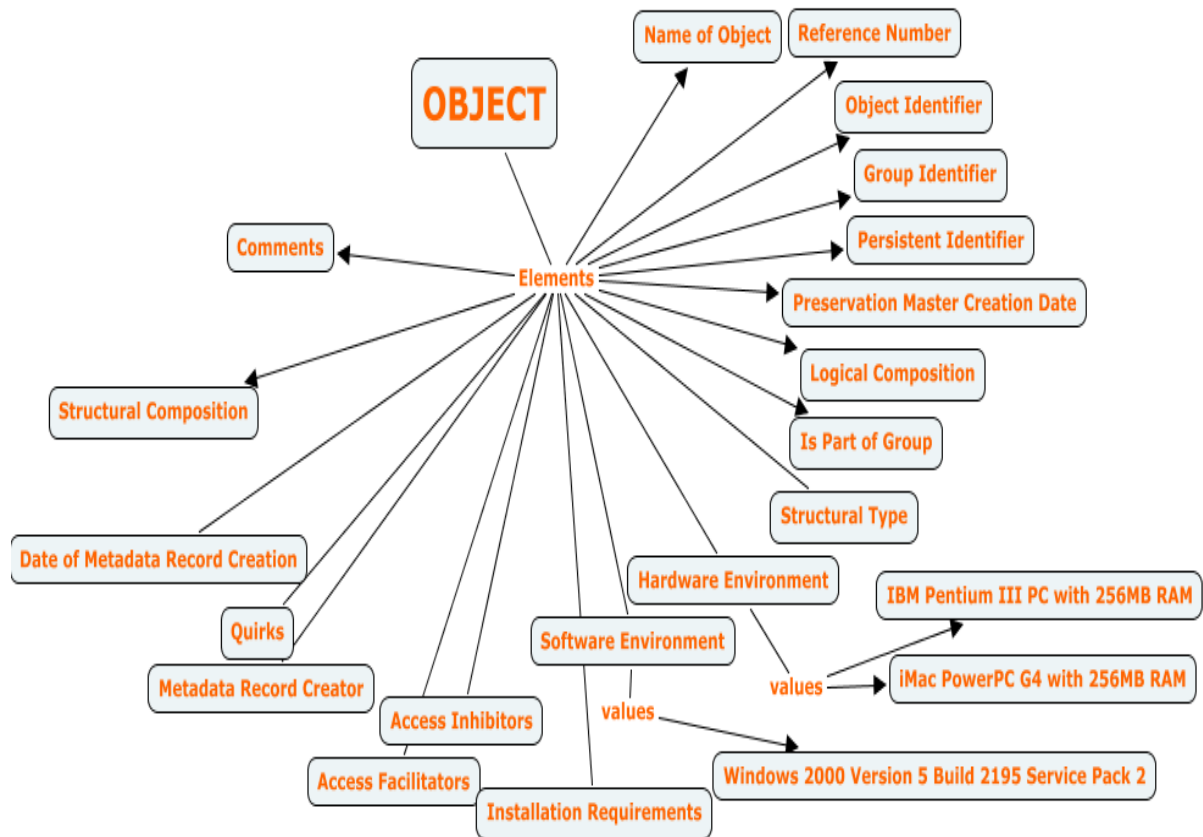 Name of Object
Reference Number
OBJECT
Object Identifier
Group Identifier
Persistent Identifier
Comments
Elements
Preservation Master Creation Date
Logical Composition
Structural Composition
Is Part of Group
Structural Type
Date of Metadata Record Creation
Hardware Environment
IBM Pentium III PC with 256MB RAM
Quirks
Software Environment
iMac PowerPC G4 with 256MB RAM
Metadata Record Creator
values
Access Inhibitors
values
Windows 2000 Version 5 Build 2195 Service Pack 2
Access Facilitators
Installation Requirements